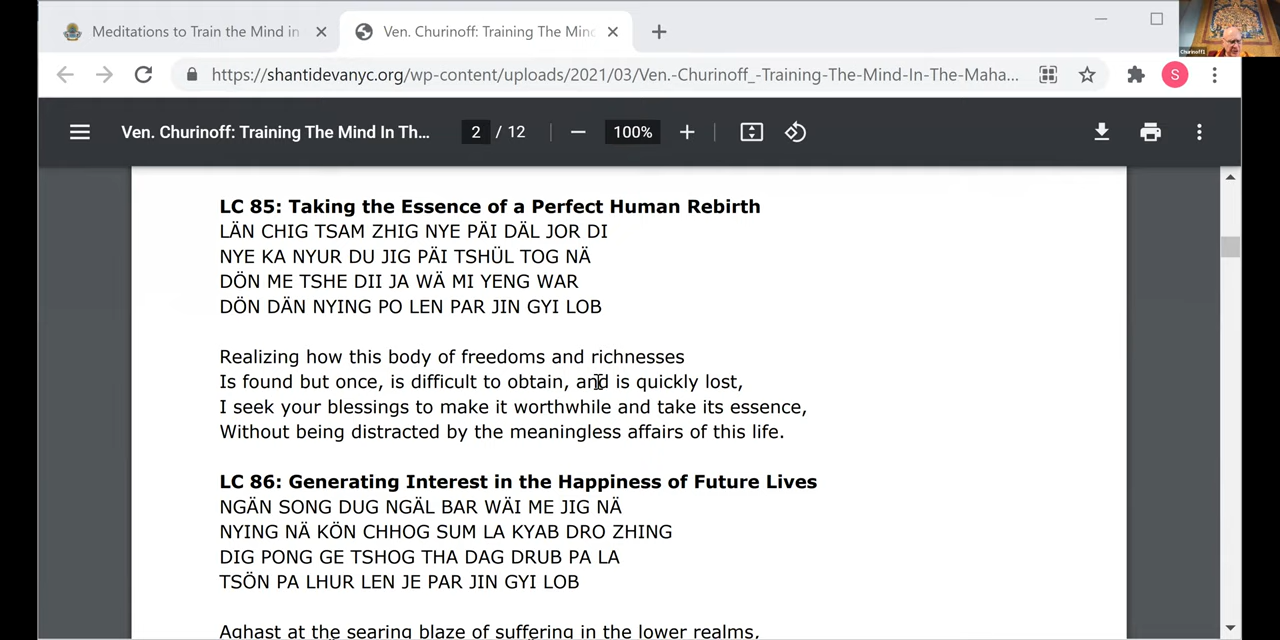 Meditations to Train the Mind in
Ven. Churinoff: Training The Minc
Churinoff1
https://shantidevanyc.org/wp-content/uploads/2021/03/Ven.-Churinoff_-Training-The-Mind-In-The-Maha...
S
Ven. Churinoff: Training The Mind In Th...
2 / 12
100%
LC 85: Taking the Essence of a Perfect Human Rebirth
LÄN CHIG TSAM ZHIG NYE PÄI DÄL JOR DI
NYE KA NYUR DU JIG PÄI TSHÜL TOG NÄ
DÖN ME TSHE DII JA WÄ MI YENG WAR
DÖN DÄN NYING PO LEN PAR JIN GYI LOB
Realizing how this body of freedoms and richnesses
Is found but once, is difficult to obtain, and is quickly lost,
I seek your blessings to make it worthwhile and take its essence,
Without being distracted by the meaningless affairs of this life.
LC 86: Generating Interest in the Happiness of Future Lives
NGÄN SONG DUG NGÄL BAR WÄI ME JIG NÄ
NYING NÄ KÖN CHHOG SUM LA KYAB DRO ZHING
DIG PONG GE TSHOG THA DAG DRUB PA LA
TSÖN PA LHUR LEN JE PAR JIN GYI LOB
Aghast at the searing blaze of suffering in the lower realms,